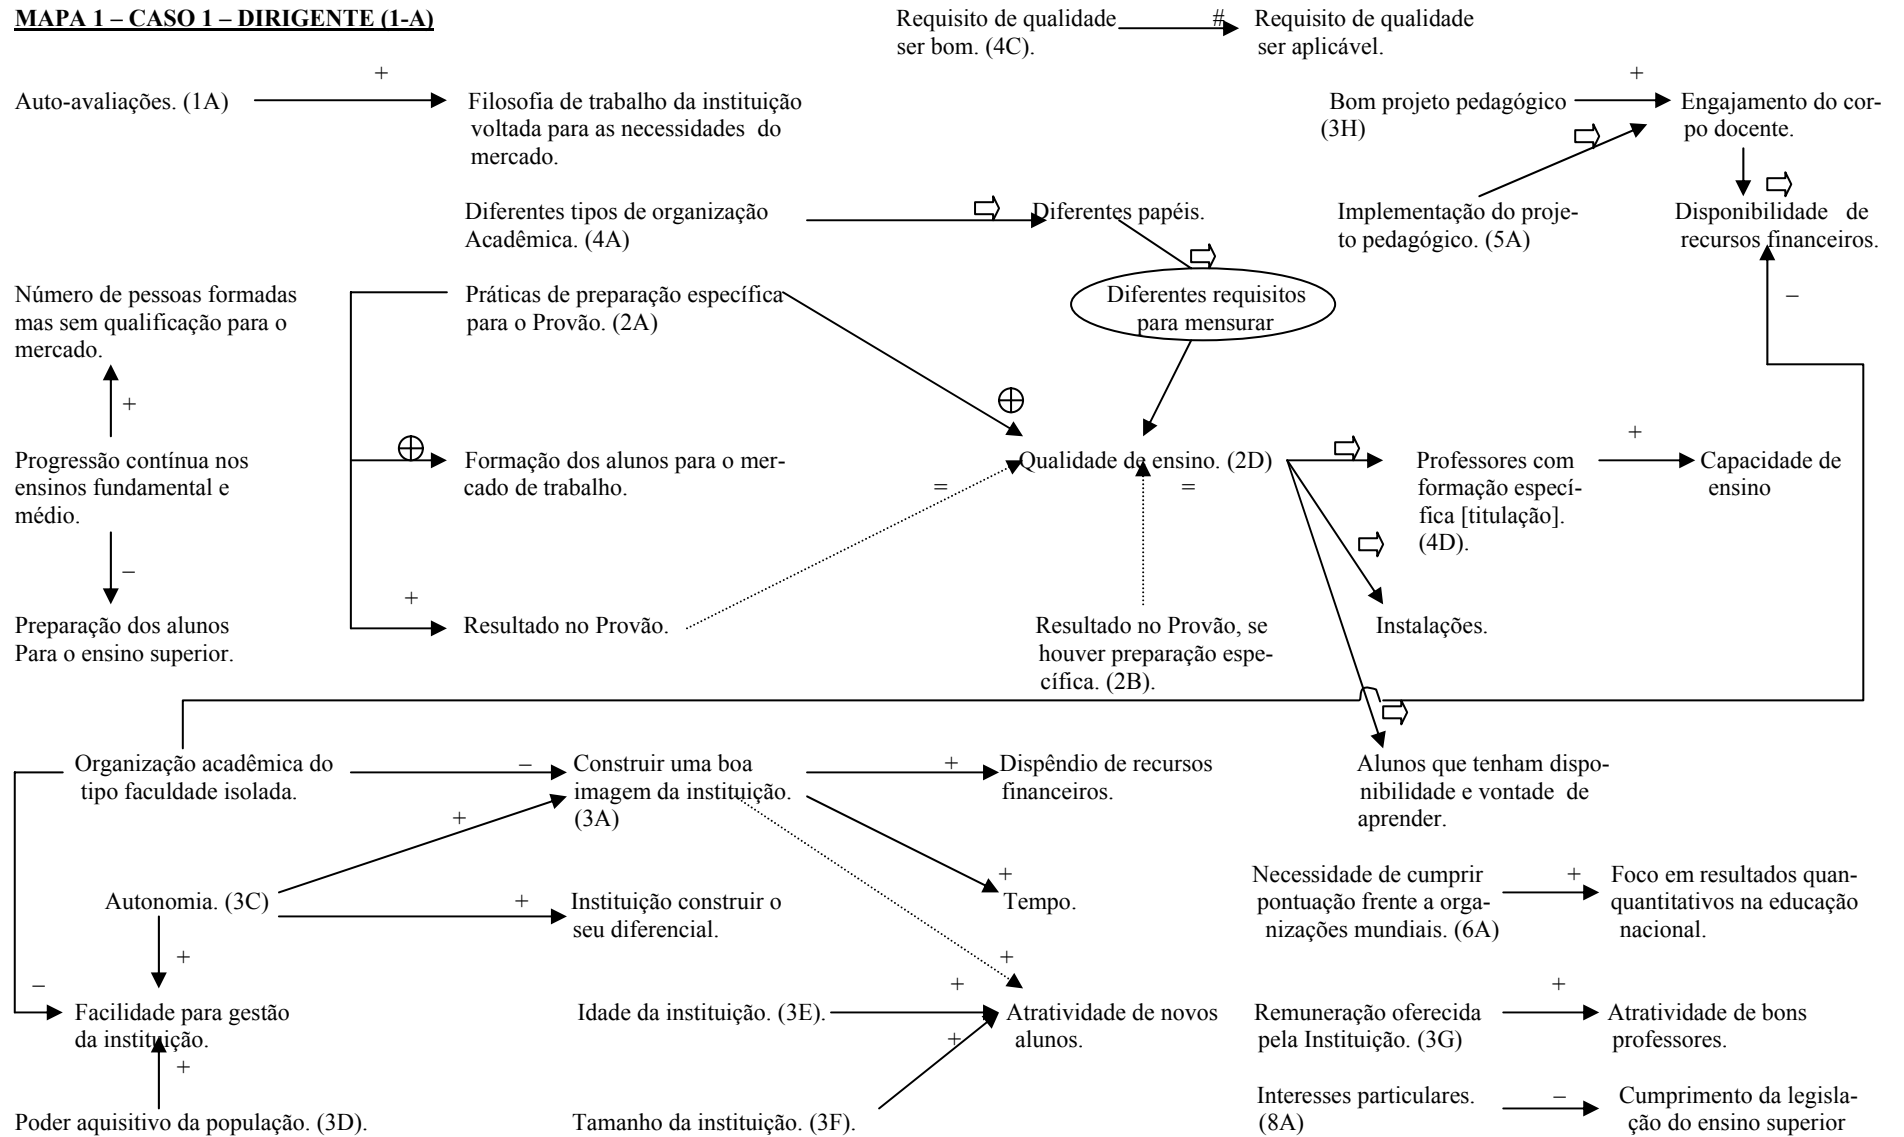 MAPA 1 – CASO 1 – DIRIGENTE (1-A)
Requisito de qualidade
ser bom. (4C).
#
Requisito de qualidade
ser aplicável.
Auto-avaliações. (1A)
+
Filosofia de trabalho da instituição
voltada para as necessidades do
mercado.
Bom projeto pedagógico
(3H)
+
Engajamento do cor-
po docente.
Diferentes tipos de organização
Acadêmica. (4A)
Diferentes papéis.
Implementação do proje-
to pedagógico. (5A)
Disponibilidade de
recursos financeiros.
–
Número de pessoas formadas
mas sem qualificação para o
mercado.
Práticas de preparação específica
para o Provão. (2A)
Diferentes requisitos
para mensurar
+
Progressão contínua nos
ensinos fundamental e
médio.
Formação dos alunos para o mer-
cado de trabalho.
=
Qualidade de ensino. (2D)
=
Professores com
formação especí-
fica [titulação].
(4D).
+
Capacidade de
ensino
–
Preparação dos alunos
Para o ensino superior.
+
Resultado no Provão.
Resultado no Provão, se
houver preparação espe-
cífica. (2B).
Instalações.
Organização acadêmica do
tipo faculdade isolada.
–
Construir uma boa
imagem da instituição.
(3A)
+
Dispêndio de recursos
financeiros.
Alunos que tenham dispo-
nibilidade e vontade de
aprender.
+
Autonomia. (3C)
+
Instituição construir o
seu diferencial.
+
Tempo.
Necessidade de cumprir
pontuação frente a orga-
nizações mundiais. (6A)
+
Foco em resultados quan-
quantitativos na educação
nacional.
+
–
Facilidade para gestão
da instituição.
+
Idade da instituição. (3E).
+
+
+
Atratividade de novos
alunos.
Remuneração oferecida
pela Instituição. (3G)
+
Atratividade de bons
professores.
Poder aquisitivo da população. (3D).
Tamanho da instituição. (3F).
Interesses particulares.
(8A)
–
Cumprimento da legisla-
ção do ensino superior